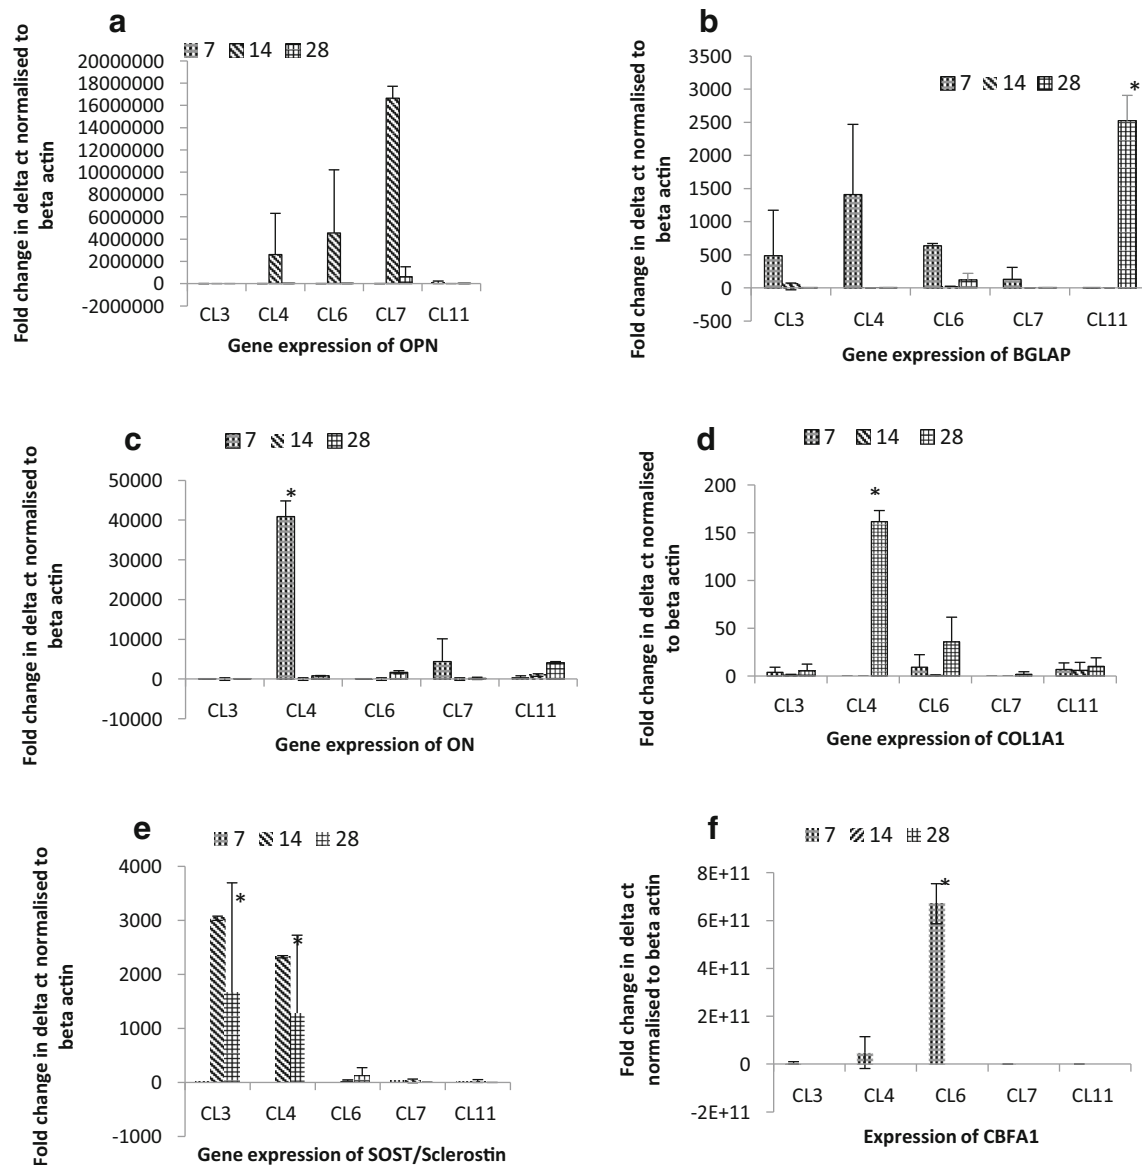 a
7 14 28
Fold change in delta ct normalised to
beta actin
20000000
18000000
16000000
14000000
12000000
10000000
8000000
6000000
4000000
2000000
0
-2000000
CL3 CL4 CL6 CL7 CL11
Gene expression of OPN
b
7 14 28
Fold change in delta ct normalised to
beta actin
3500
3000
2500
2000
1500
1000
500
0
-500
*
CL3 CL4 CL6 CL7 CL11
Gene expression of BGLAP
c
7 14 28
Fold change in delta ct normalised to
beta actin
50000
40000
30000
20000
10000
0
-10000
*
CL3 CL4 CL6 CL7 CL11
Gene expression of ON
d
7 14 28
Fold change in delta ct normalised
to beta actin
200
150
100
50
0
*
CL3 CL4 CL6 CL7 CL11
Gene expression of COL1A1
e
7 14 28
Fold change in delta ct normalised to
beta actin
4000
3000
2000
1000
0
-1000
*
*
CL3 CL4 CL6 CL7 CL11
Gene expression of SOST/Sclerostin
f
7 14 28
Fold change in delta ct
normalised to beta actin
8E+11
6E+11
4E+11
2E+11
0
-2E+11
*
CL3 CL4 CL6 CL7 CL11
Expression of CBFA1